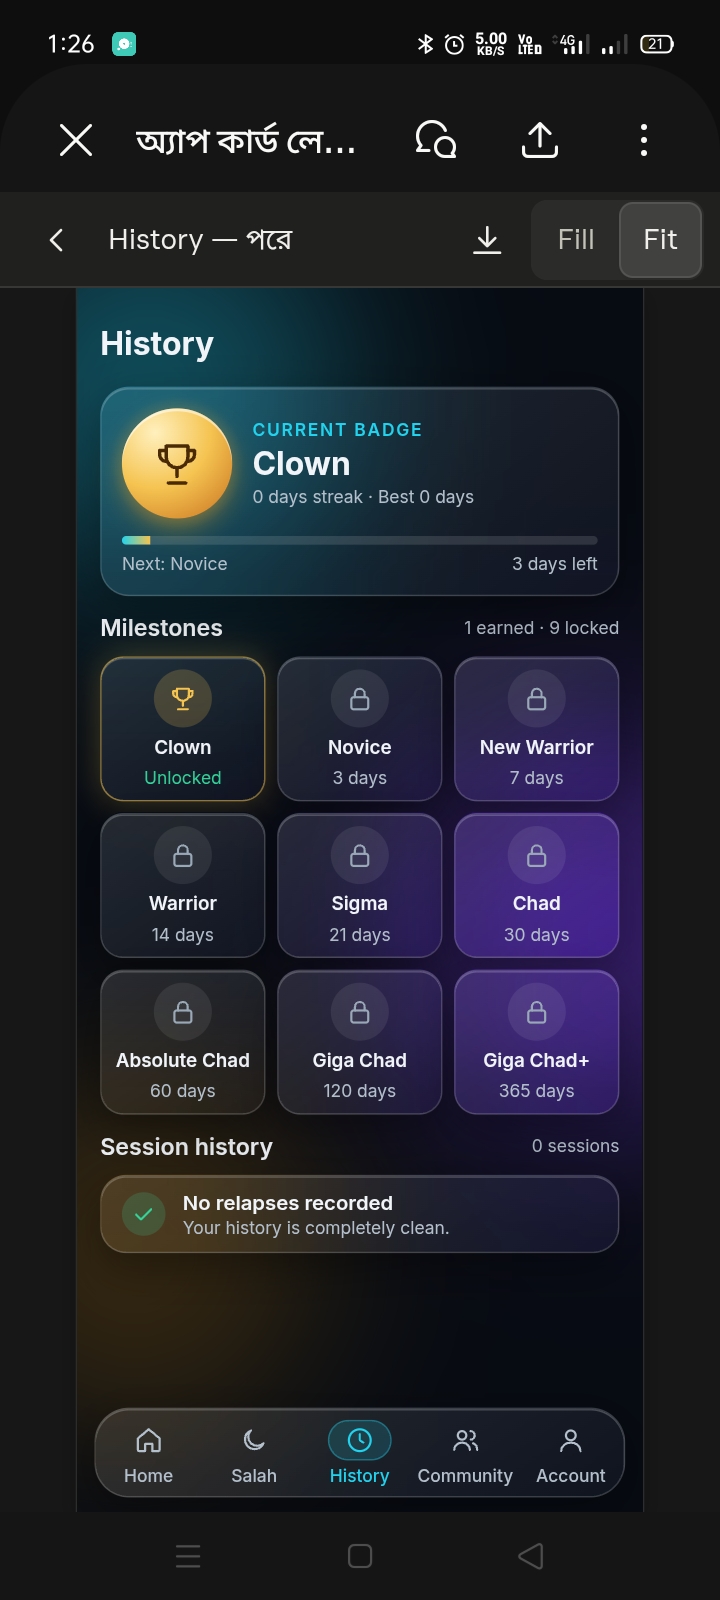 1:26
5.00
KB/S
Vo
LTED
4G
21
অ্যাপ কার্ড লে...
History — পরে
Fill
Fit
History
CURRENT BADGE
Clown
0 days streak · Best 0 days
Next: Novice
3 days left
Milestones
1 earned · 9 locked
Clown
Unlocked
Novice
3 days
New Warrior
7 days
Warrior
14 days
Sigma
21 days
Chad
30 days
Absolute Chad
60 days
Giga Chad
120 days
Giga Chad+
365 days
Session history
0 sessions
No relapses recorded
Your history is completely clean.
Home
Salah
History
Community
Account